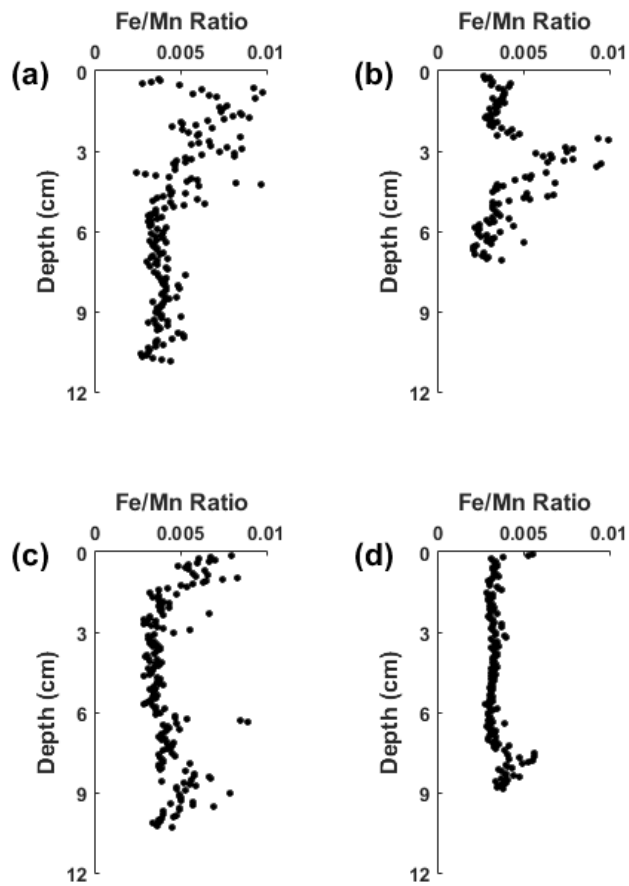 Fe/Mn Ratio Fe/Mn Ratio
0 0.005 0.01 0 0.005 0.01
(a) (b)
0 0
3 3
Depth (cm) Depth (cm)
6 6
9 9
12 12
Fe/Mn Ratio Fe/Mn Ratio
0 0.005 0.01 0 0.005 0.01
(c) (d)
0 0
3 3
Depth (cm) Depth (cm)
6 6
9 9
12 12